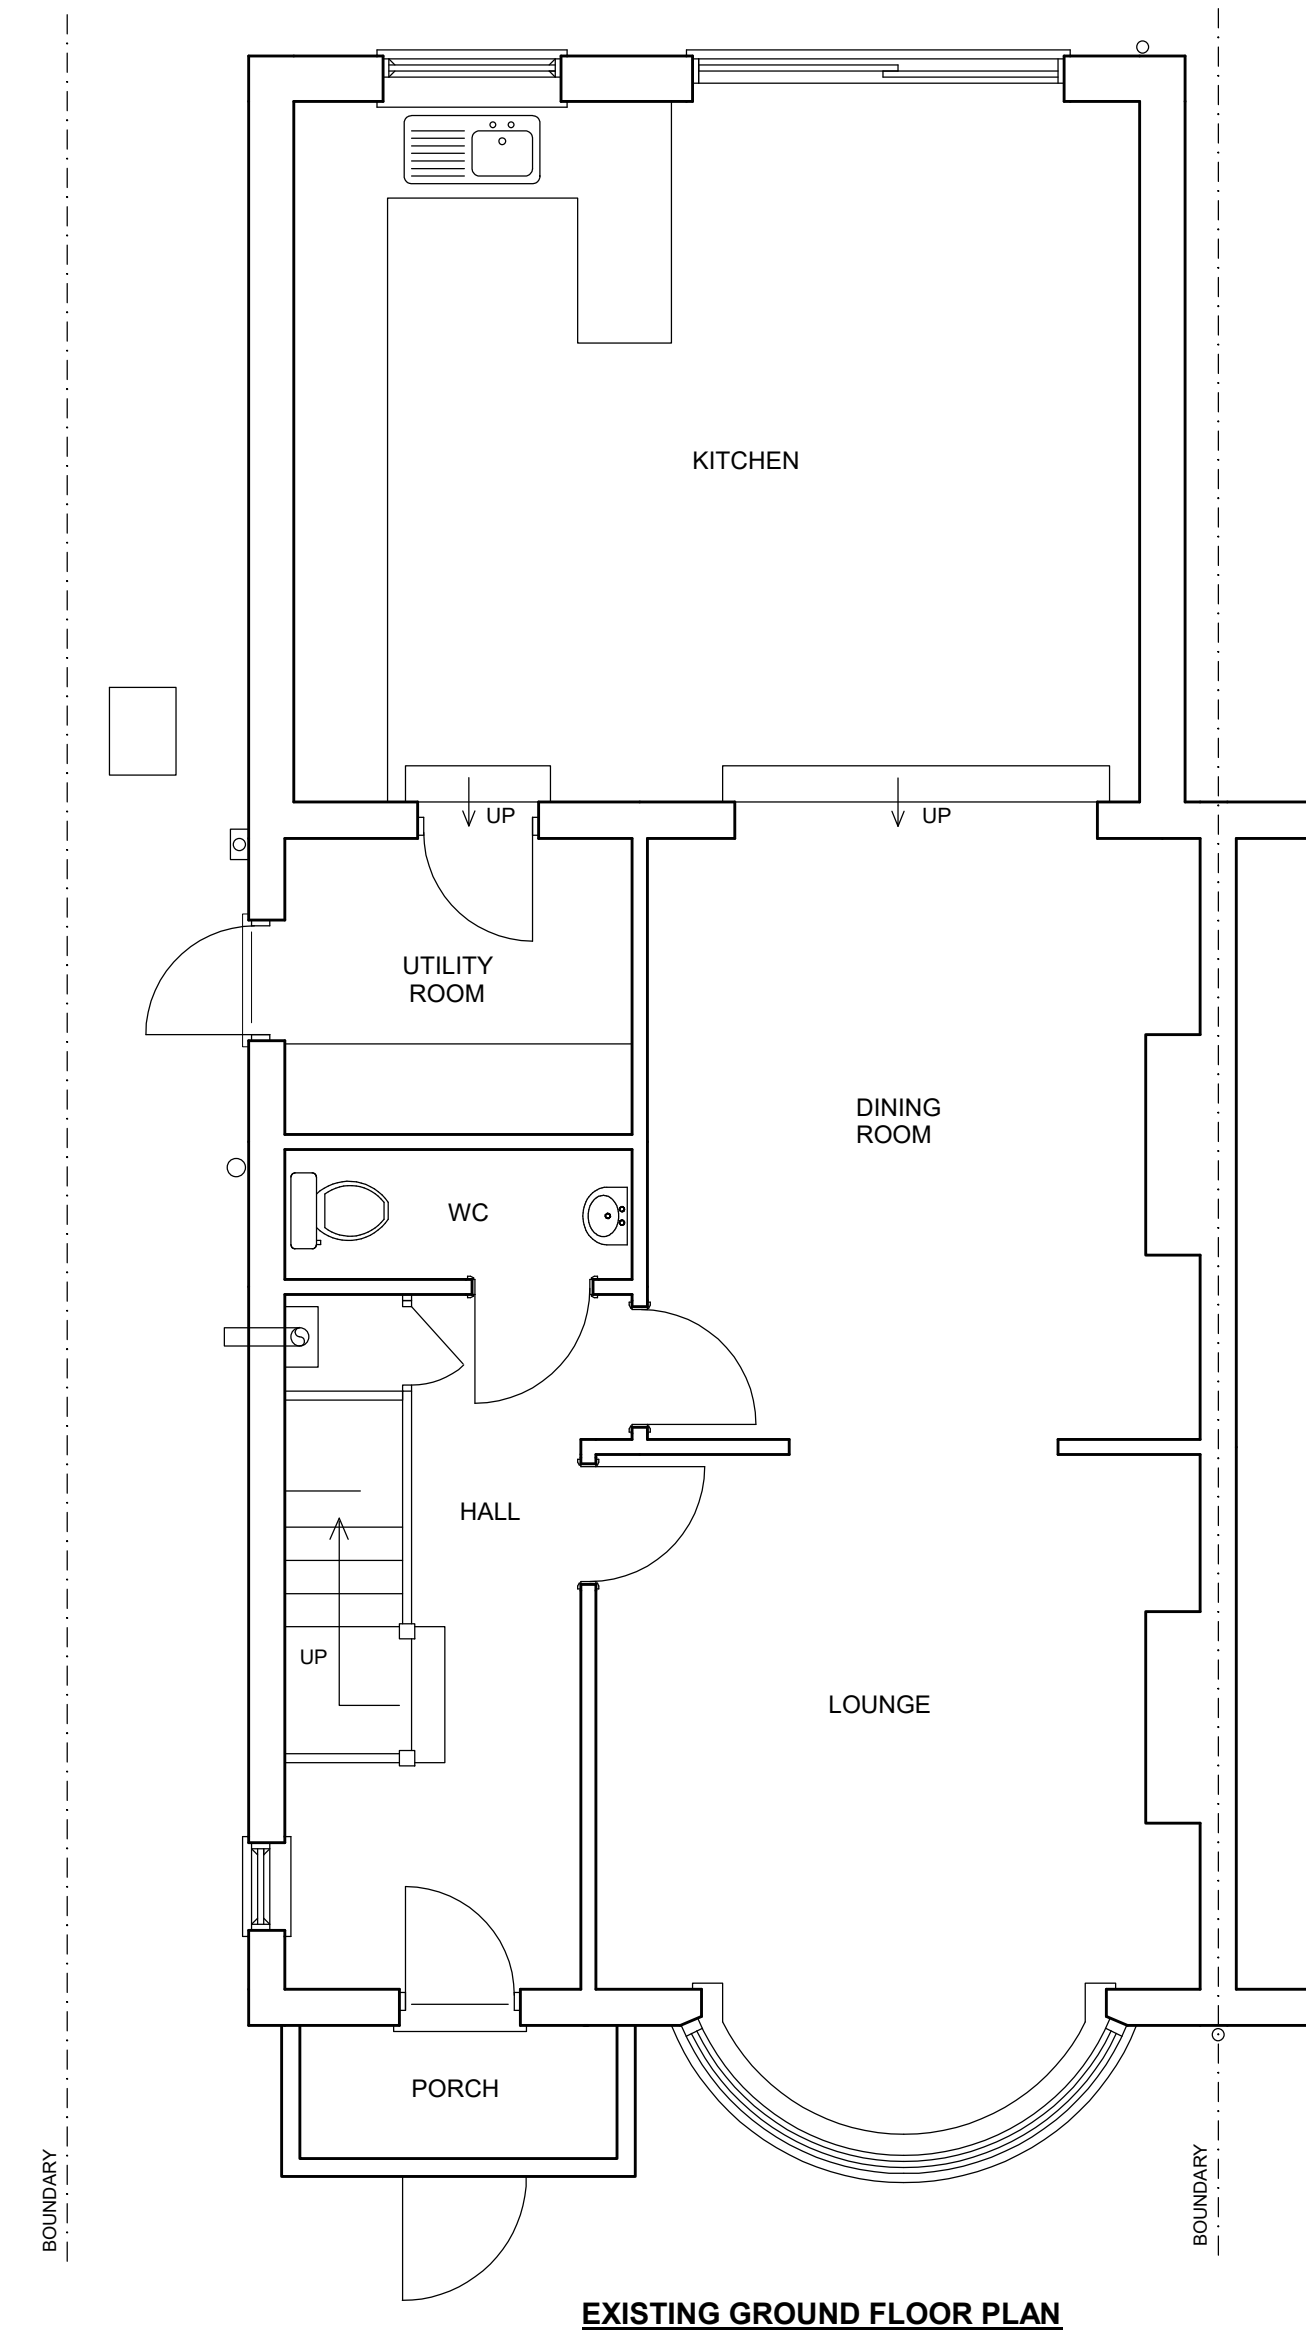 KITCHEN
UP
UP
UTILITY
ROOM
DINING
ROOM
WC
HALL
UP
LOUNGE
PORCH
BOUNDARY
BOUNDARY
EXISTING GROUND FLOOR PLAN